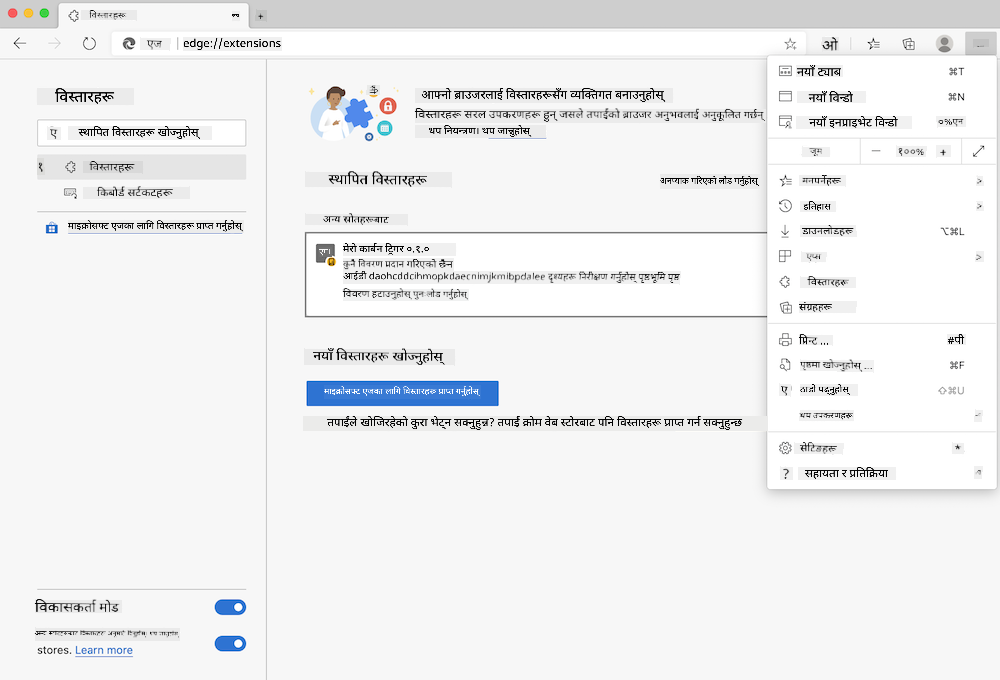 विस्तारहरू
एज edge://extensions ओ
विस्तारहरू
स्थापित विस्तारहरू खोज्नुहोस्
विस्तारहरू
किबोर्ड सर्टकटहरू
माइक्रोसफ्ट एजका लागि विस्तारहरू प्राप्त गर्नुहोस्
विकासकर्ता मोड
stores. Learn more
आफ्नो ब्राउजरलाई विस्तारहरूसँग व्यक्तिगत बनाउनुहोस्
विस्तारहरू सरल उपकरणहरू हुन् जसले तपाईंको ब्राउजर अनुभवलाई अनुकूलित गर्छन्
थप नियन्त्रण। थप जान्नुहोस्
स्थापित विस्तारहरू
अनप्याक गरिएको लोड गर्नुहोस्
अन्य स्रोतहरूबाट
मेरो कार्बन ट्रिगर ०.१.०
कुनै विवरण प्रदान गरिएको छैन
आईडी daohcddcihmopkdaecnimjkmibpdalee दृश्यहरू निरीक्षण गर्नुहोस् पृष्ठभूमि पृष्ठ
विवरण हटाउनुहोस् पुनःलोड गर्नुहोस्
नयाँ विस्तारहरू खोज्नुहोस्
माइक्रोसफ्ट एजका लागि विस्तारहरू प्राप्त गर्नुहोस्
तपाईंले खोजिरहेको कुरा भेट्न सक्नुहुन्न? तपाईं क्रोम वेब स्टोरबाट पनि विस्तारहरू प्राप्त गर्न सक्नुहुन्छ
नयाँ ट्याब ⌘T
नयाँ विन्डो ⌘N
नयाँ इनप्राइभेट विन्डो ०%एन
जूम — १००% +
मनपर्नेहरू >
इतिहास >
डाउनलोडहरू ⌥⌘L
एप्स >
विस्तारहरू
संग्रहहरू
प्रिन्ट ... #पी
पृष्ठमा खोज्नुहोस् ... ⌘F
ठाडो पढ्नुहोस् ⇧⌘U
थप उपकरणहरू
सेटिङहरू *
? सहायता र प्रतिक्रिया